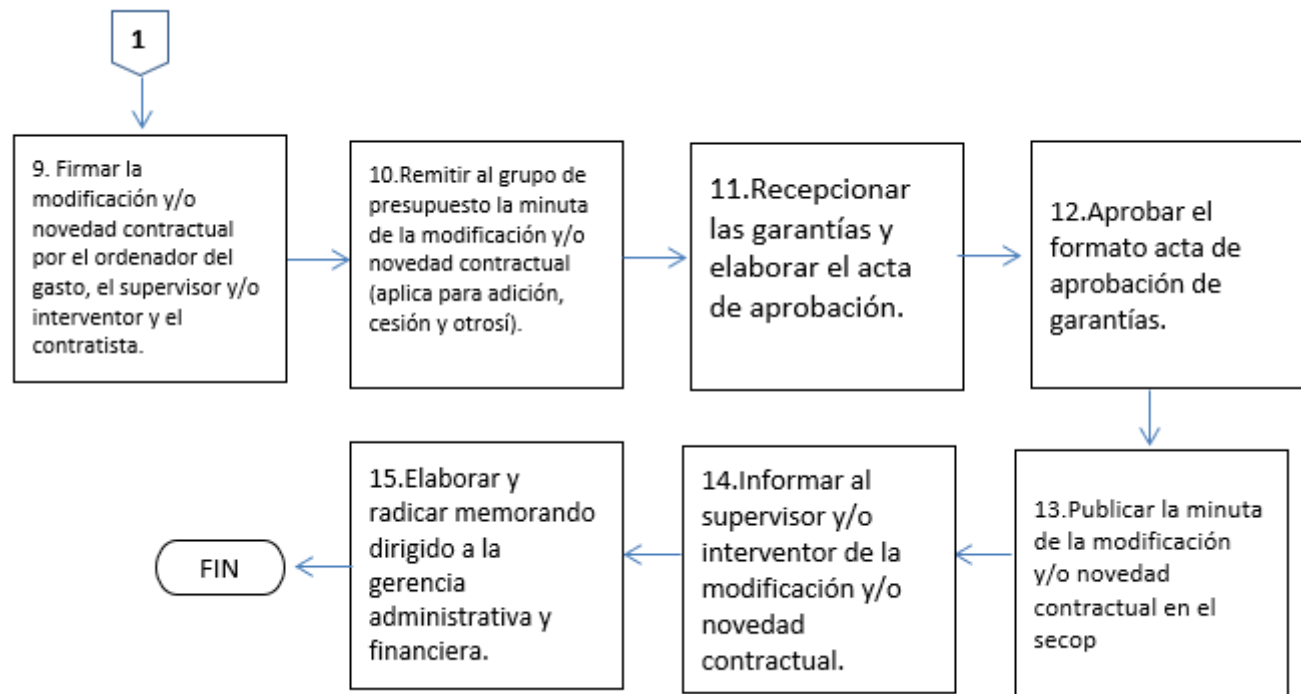 1
9. Firmar la
modificación y/o
novedad contractual
por el ordenador del
gasto, el supervisor y/o
interventor y el
contratista.
10.Remitir al grupo de
presupuesto la minuta
de la modificación y/o
novedad contractual
(aplica para adición,
cesión y otrosí).
11.Recepcionar
las garantías y
elaborar el acta
de aprobación.
12.Aprobar el
formato acta de
aprobación de
garantías.
13.Publicar la minuta
de la modificación
y/o novedad
contractual en el
secop
14.Informar al
supervisor y/o
interventor de la
modificación y/o
novedad
contractual.
15.Elaborar y
radicar memorando
dirigido a la
gerencia
administrativa y
financiera.
FIN